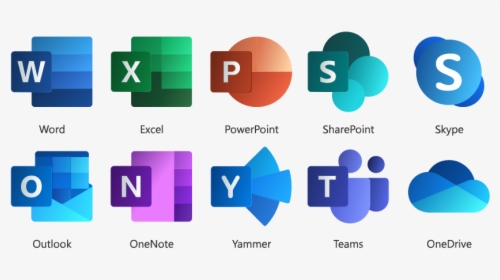 W X P S S
Word Excel PowerPoint SharePoint Skype
O N Y T
Outlook OneNote Yammer Teams OneDrive